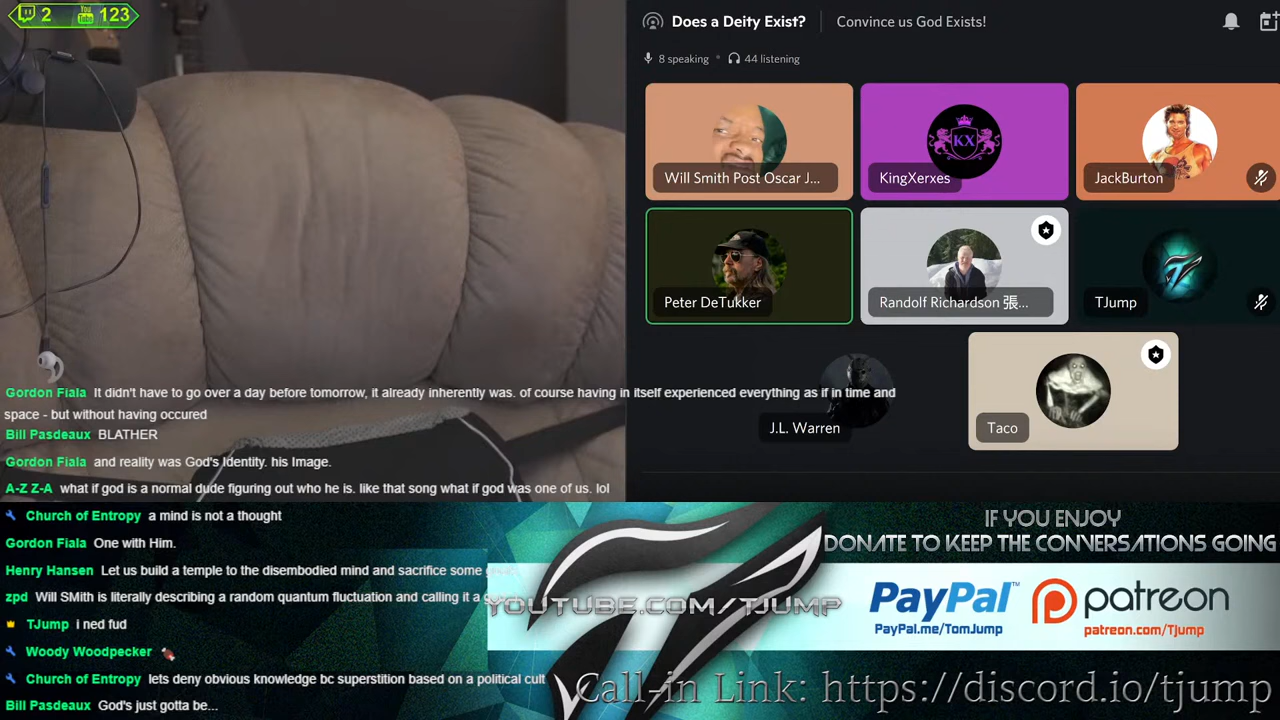 2 You Tube 123
Does a Deity Exist? Convince us God Exists!
8 speaking • 44 listening
Will Smith Post Oscar J...
KX
KingXerxes
JackBurton
Peter DeTukker
Randolf Richardson 張...
TJump
J.L. Warren
Taco
Gordon Fiala It didn't have to go over a day before tomorrow, it already inherently was. of course having in itself experienced everything as if in time and
space - but without having occured
Bill Pasdeaux BLATHER
Gordon Fiala and reality was God's Identity. his Image.
A-Z Z-A what if god is a normal dude figuring out who he is. like that song what if god was one of us. lol
Church of Entropy a mind is not a thought
Gordon Fiala One with Him.
Henry Hansen Let us build a temple to the disembodied mind and sacrifice some
zpd Will SMith is literally describing a random quantum fluctuation and calling it a
TJump i ned fud
Woody Woodpecker
Church of Entropy lets deny obvious knowledge bc superstition based on a political cult
Bill Pasdeaux God's just gotta be...
IF YOU ENJOY
DONATE TO KEEP THE CONVERSATIONS GOING
YOUTUBE.COM/TJUMP
PayPal™
PayPal.me/TomJump
patreon
patreon.com/Tjump
Call-in Link: https://discord.io/tjump